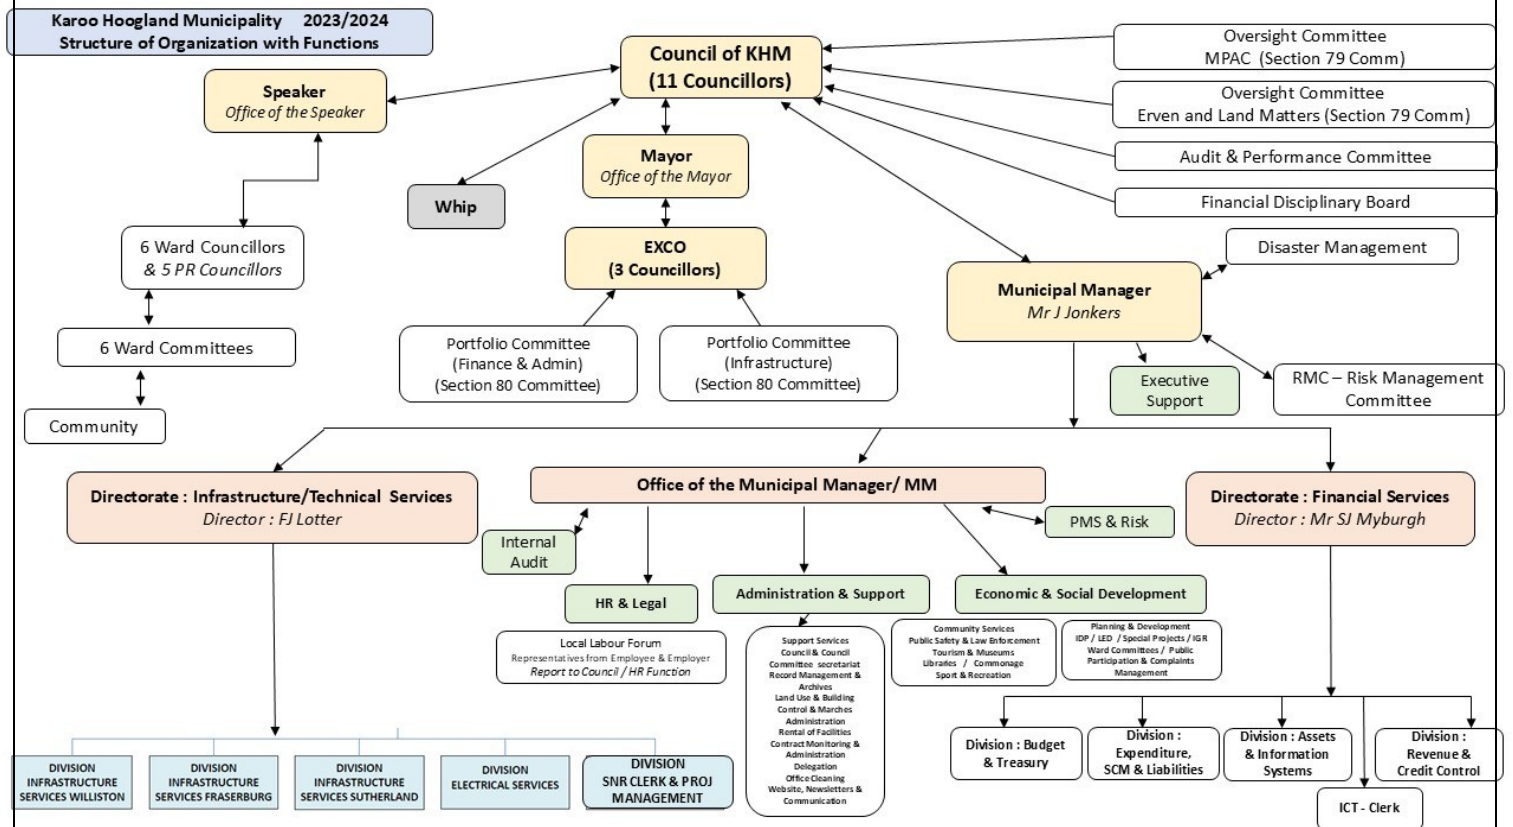 Karoo Hoogland Municipality 2023/2024
Structure of Organization with Functions
Council of KHM
(11 Councillors)
Oversight Committee
MPAC (Section 79 Comm)
Speaker
Office of the Speaker
Oversight Committee
Erven and Land Matters (Section 79 Comm)
Mayor
Office of the Mayor
Audit & Performance Committee
Whip
Financial Disciplinary Board
6 Ward Councillors
& 5 PR Councillors
EXCO
(3 Councillors)
Disaster Management
Municipal Manager
Mr J Jonkers
6 Ward Committees
Portfolio Committee
(Finance & Admin)
(Section 80 Committee)
Portfolio Committee
(Infrastructure)
(Section 80 Committee)
Executive
Support
RMC – Risk Management
Committee
Community
Directorate : Infrastructure/Technical Services
Director : FJ Lotter
Office of the Municipal Manager/ MM
Directorate : Financial Services
Director : Mr SJ Myburgh
Internal
Audit
PMS & Risk
HR & Legal
Administration & Support
Economic & Social Development
Local Labour Forum
Representatives from Employee & Employer
Report to Council / HR Function
Support Services
Council & Council
Committee secretariat
Record Management &
Archives
Land Use & Building
Control & Marches
Administration
Rental of Facilities
Contract Monitoring &
Administration
Delegation
Office Cleaning
Website, Newsletters &
Communication
Community Services
Public Safety & Law Enforcement
Tourism & Museums
Libraries / Commonage
Sport & Recreation
Planning & Development
IDP / LED / Special Projects / IGR
Ward Committees / Public
Participation & Complaints
Management
DIVISION
INFRASTRUCTURE
SERVICES WILLISTON
DIVISION
INFRASTRUCTURE
SERVICES FRASERBURG
DIVISION
INFRASTRUCTURE
SERVICES SUTHERLAND
DIVISION
ELECTRICAL SERVICES
DIVISION
SNR CLERK & PROJ
MANAGEMENT
Division : Budget
& Treasury
Division :
Expenditure,
SCM & Liabilities
Division : Assets
& Information
Systems
Division :
Revenue &
Credit Control
ICT - Clerk